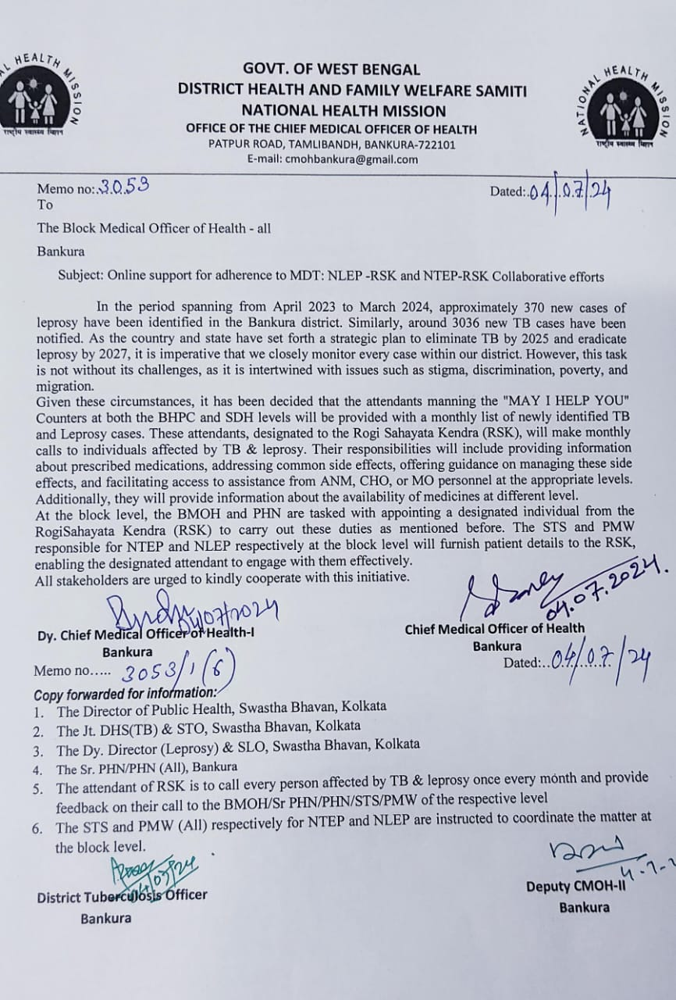 NATIONAL HEALTH MISSION
राष्ट्रीय स्वास्थ्य मिशन
GOVT. OF WEST BENGAL
DISTRICT HEALTH AND FAMILY WELFARE SAMITI
NATIONAL HEALTH MISSION
OFFICE OF THE CHIEF MEDICAL OFFICER OF HEALTH
PATPUR ROAD, TAMLIBANDH, BANKURA-722101
E-mail: cmohbankura@gmail.com
AL HEALTH MISSION
राष्ट्रीय स्वास्थ्य मिशन
Memo no:.3053 Dated:.04/07/24
To
The Block Medical Officer of Health - all
Bankura
Subject: Online support for adherence to MDT: NLEP -RSK and NTEP-RSK Collaborative efforts
In the period spanning from April 2023 to March 2024, approximately 370 new cases of
leprosy have been identified in the Bankura district. Similarly, around 3036 new TB cases have been
notified. As the country and state have set forth a strategic plan to eliminate TB by 2025 and eradicate
leprosy by 2027, it is imperative that we closely monitor every case within our district. However, this task
is not without its challenges, as it is intertwined with issues such as stigma, discrimination, poverty, and
migration.
Given these circumstances, it has been decided that the attendants manning the "MAY I HELP YOU"
Counters at both the BHPC and SDH levels will be provided with a monthly list of newly identified TB
and Leprosy cases. These attendants, designated to the Rogi Sahayata Kendra (RSK), will make monthly
calls to individuals affected by TB & leprosy. Their responsibilities will include providing information
about prescribed medications, addressing common side effects, offering guidance on managing these side
effects, and facilitating access to assistance from ANM, CHO, or MO personnel at the appropriate levels.
Additionally, they will provide information about the availability of medicines at different level.
At the block level, the BMOH and PHN are tasked with appointing a designated individual from the
RogiSahayata Kendra (RSK) to carry out these duties as mentioned before. The STS and PMW
responsible for NTEP and NLEP respectively at the block level will furnish patient details to the RSK,
enabling the designated attendant to engage with them effectively.
All stakeholders are urged to kindly cooperate with this initiative.
04/07/2024 04.07.2024.
Dy. Chief Medical Officer of Health-I Chief Medical Officer of Health
Bankura Bankura
Memo no….. 3053/1(6) Dated:..04/07/24
Copy forwarded for information:
1. The Director of Public Health, Swastha Bhavan, Kolkata
2. The Jt. DHS(TB) & STO, Swastha Bhavan, Kolkata
3. The Dy. Director (Leprosy) & SLO, Swastha Bhavan, Kolkata
4. The Sr. PHN/PHN (All), Bankura
5. The attendant of RSK is to call every person affected by TB & leprosy once every month and provide
feedback on their call to the BMOH/Sr PHN/PHN/STS/PMW of the respective level
6. The STS and PMW (All) respectively for NTEP and NLEP are instructed to coordinate the matter at
the block level.
District Tuberculosis Officer Deputy CMOH-II
Bankura Bankura